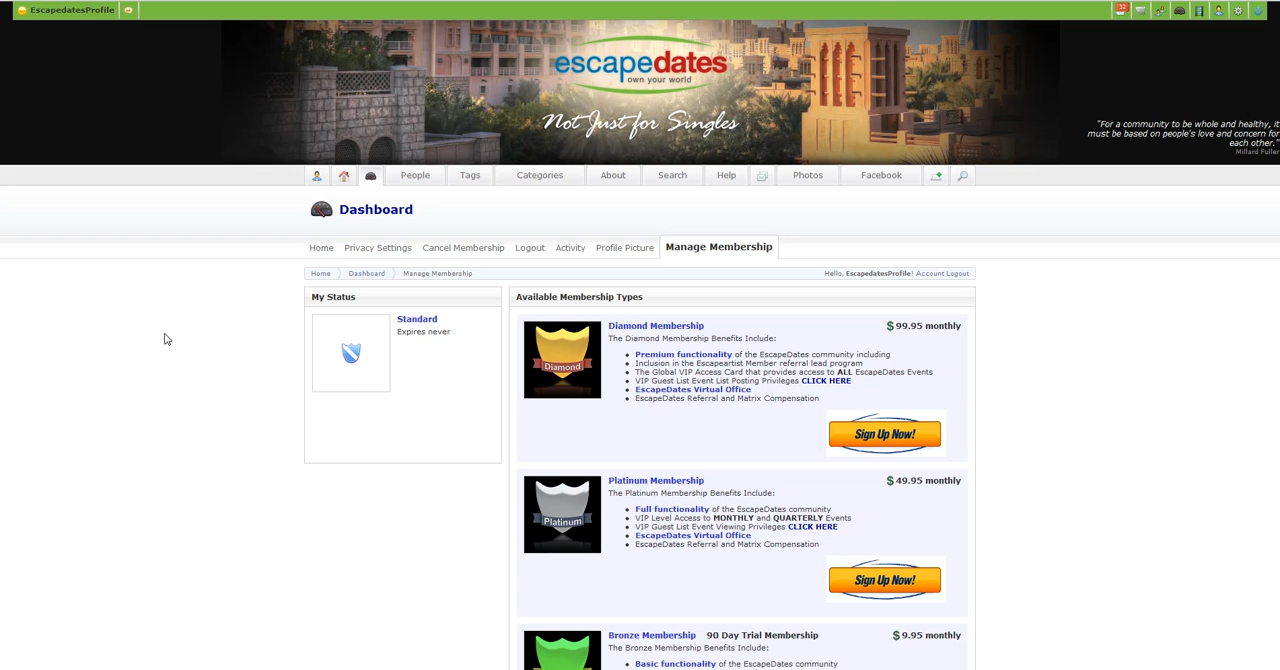 EscapedatesProfile
32
escapedates
own your world
Not Just for Singles
"For a community to be whole and healthy, it
must be based on people's love and concern for
each other."
Millard Fuller
People Tags Categories About Search Help Photos Facebook
Dashboard
Home Privacy Settings Cancel Membership Logout Activity Profile Picture Manage Membership
Home Dashboard Manage Membership
Hello, EscapedatesProfile! Account Logout
My Status
Standard
Expires never
Available Membership Types
Diamond
Diamond Membership $ 99.95 monthly
The Diamond Membership Benefits Include:
• Premium functionality of the EscapeDates community including
• Inclusion in the Escapeartist Member referral lead program
• The Global VIP Access Card that provides access to ALL EscapeDates Events
• VIP Guest List Event List Posting Privileges CLICK HERE
• EscapeDates Virtual Office
• EscapeDates Referral and Matrix Compensation
Sign Up Now!
Platinum
Platinum Membership $ 49.95 monthly
The Platinum Membership Benefits Include:
• Full functionality of the EscapeDates community
• VIP Level Access to MONTHLY and QUARTERLY Events
• VIP Guest List Event Viewing Privileges CLICK HERE
• EscapeDates Virtual Office
• EscapeDates Referral and Matrix Compensation
Sign Up Now!
Bronze Membership 90 Day Trial Membership $ 9.95 monthly
The Bronze Membership Benefits Include:
• Basic functionality of the EscapeDates community